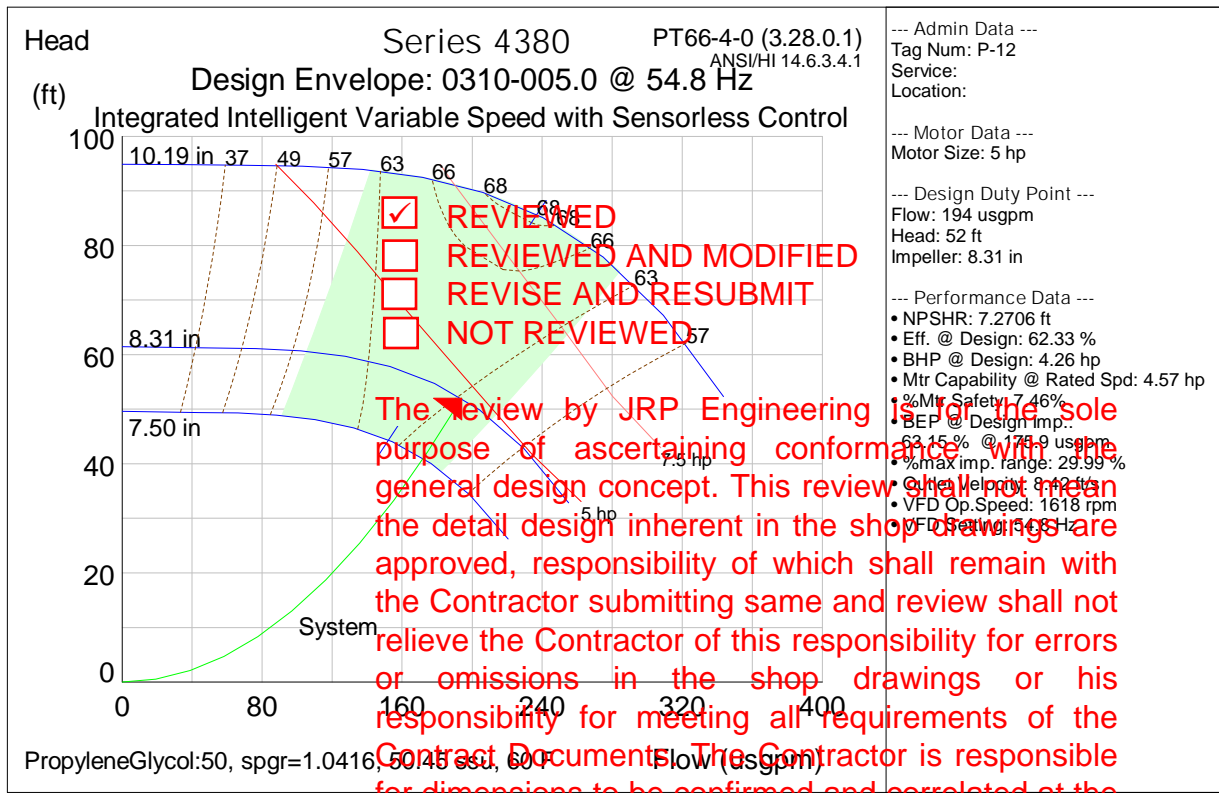 Head
Series 4380
PT66-4-0 (3.28.0.1)
ANSI/HI 14.6.3.4.1
Design Envelope: 0310-005.0 @ 54.8 Hz
(ft)
Integrated Intelligent Variable Speed with Sensorless Control
100
80
60
40
20
0
0 80 160 240 320 400
10.19 in 37 49 57 63 66 68 68 68 66 63 57
8.31 in
7.50 in
7.5 hp
5 hp
System
PropyleneGlycol:50, spgr=1.0416, 50.45 ssu, 60 F
Flow (usgpm)
--- Admin Data ---
Tag Num: P-12
Service:
Location:
--- Motor Data ---
Motor Size: 5 hp
--- Design Duty Point ---
Flow: 194 usgpm
Head: 52 ft
Impeller: 8.31 in
--- Performance Data ---
• NPSHR: 7.2706 ft
• Eff. @ Design: 62.33 %
• BHP @ Design: 4.26 hp
• Mtr Capability @ Rated Spd: 4.57 hp
• %Mtr Safety: 7.46%
• BEP @ Design Imp.:
63.15 % @ 175.9 usgpm
• %max imp. range: 29.99 %
• Outlet Velocity: 8.42 ft/s
• VFD Op.Speed: 1618 rpm
• VFD Setting: 54.8 Hz
✓ REVIEWED
REVIEWED AND MODIFIED
REVISE AND RESUBMIT
NOT REVIEWED
The review by JRP Engineering is for the sole
purpose of ascertaining conformance with the
general design concept. This review shall not mean
the detail design inherent in the shop drawings are
approved, responsibility of which shall remain with
the Contractor submitting same and review shall not
relieve the Contractor of this responsibility for errors
or omissions in the shop drawings or his
responsibility for meeting all requirements of the
Contract Documents. The Contractor is responsible
for dimensions to be confirmed and correlated at the